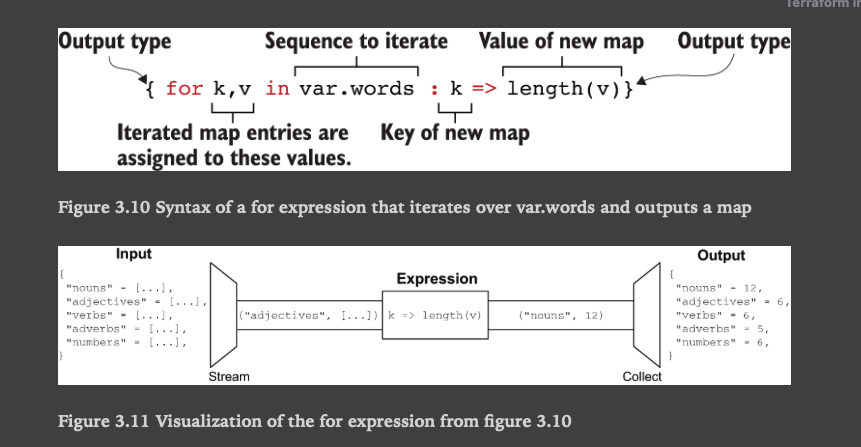 Terraform in
Output type Sequence to iterate Value of new map Output type
{ for k,v in var.words : k => length(v)}
Iterated map entries are Key of new map
assigned to these values.
Figure 3.10 Syntax of a for expression that iterates over var.words and outputs a map
Input Output
Expression
{ {
"nouns" = [...], "nouns" = 12,
"adjectives" = [...], "adjectives" = 6,
"verbs" = [...], ("adjectives", [...]) k => length(v) ("nouns", 12) "verbs" = 6,
"adverbs" = [...], "adverbs" = 5,
"numbers" = [...], "numbers" = 6,
} }
Stream Collect
Figure 3.11 Visualization of the for expression from figure 3.10